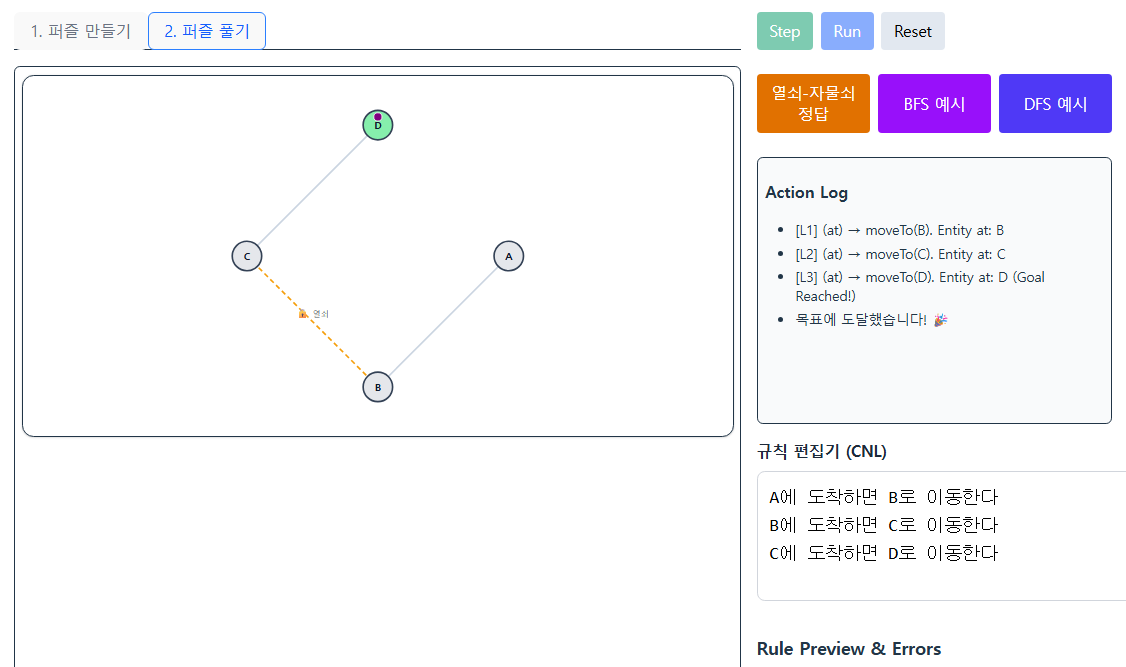 1. 퍼즐 만들기
2. 퍼즐 풀기
Step
Run
Reset
열쇠-자물쇠
정답
BFS 예시
DFS 예시
D
C
A
열쇠
B
Action Log
[L1] (at) → moveTo(B). Entity at: B
[L2] (at) → moveTo(C). Entity at: C
[L3] (at) → moveTo(D). Entity at: D (Goal
Reached!)
목표에 도달했습니다! 🎉
규칙 편집기 (CNL)
A에 도착하면 B로 이동한다
B에 도착하면 C로 이동한다
C에 도착하면 D로 이동한다
Rule Preview & Errors